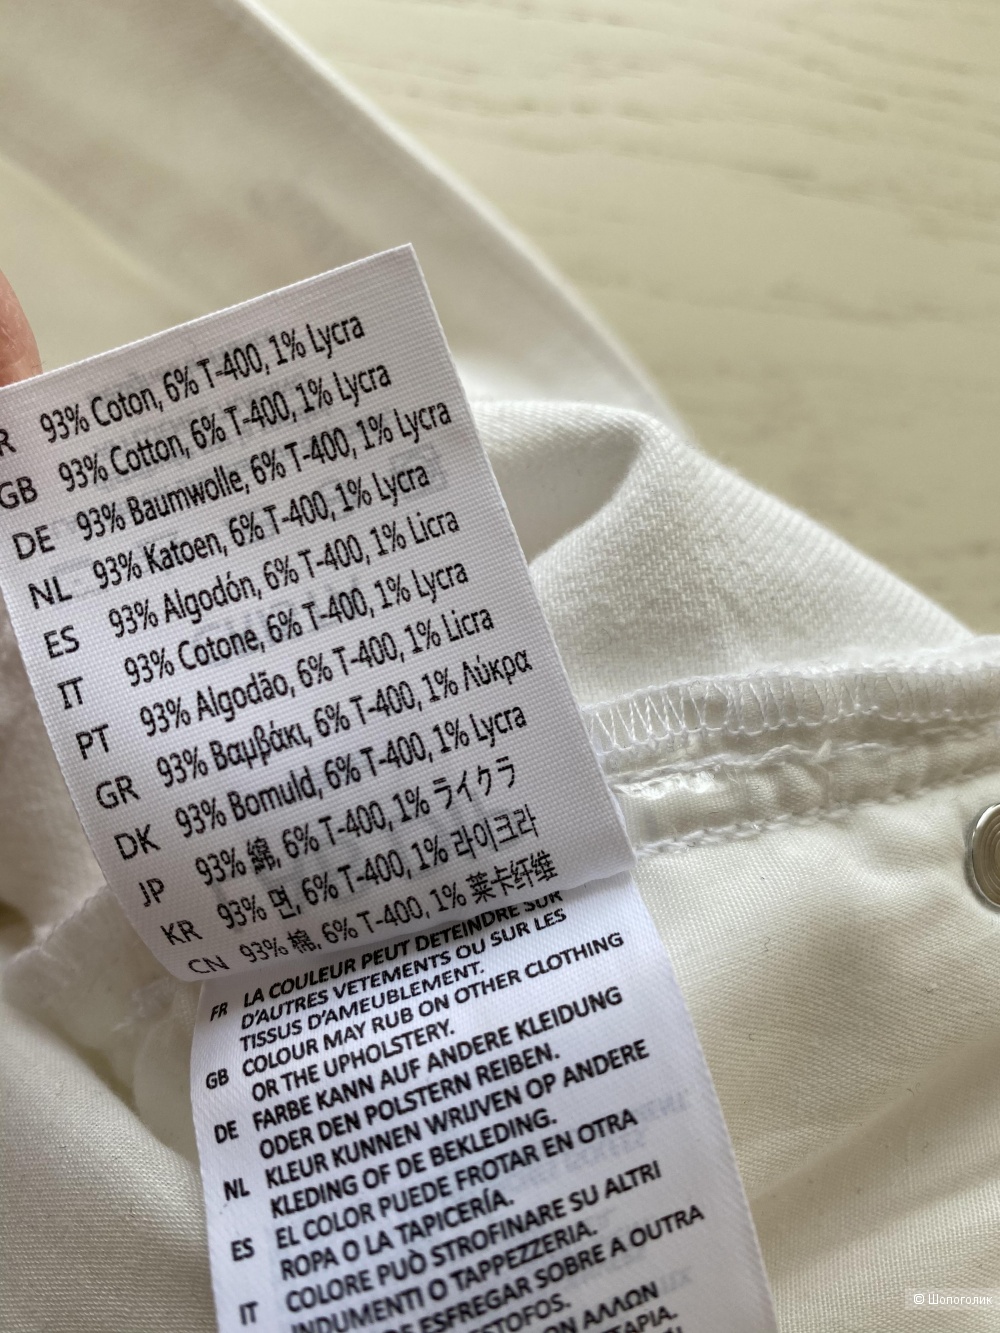 R 93% Coton, 6% T-400, 1% Lycra
GB 93% Cotton, 6% T-400, 1% Lycra
DE 93% Baumwolle, 6% T-400, 1% Lycra
NL 93% Katoen, 6% T-400, 1% Lycra
ES 93% Algodón, 6% T-400, 1% Licra
IT 93% Cotone, 6% T-400, 1% Lycra
PT 93% Algodão, 6% T-400, 1% Licra
GR 93% Βαμβάκι, 6% T-400, 1% Λύκρα
DK 93% Bomuld, 6% T-400, 1% Lycra
JP 93% 綿, 6% T-400, 1% ライクラ
KR 93% 면, 6% T-400, 1% 라이크라
CN 93% 棉, 6% T-400, 1% 莱卡纤维
FR LA COULEUR PEUT DETEINDRE SUR
D'AUTRES VETEMENTS OU SUR LES
TISSUS D'AMEUBLEMENT.
GB COLOUR MAY RUB ON OTHER CLOTHING
OR THE UPHOLSTERY.
DE FARBE KANN AUF ANDERE KLEIDUNG
ODER DEN POLSTERN REIBEN.
NL KLEUR KUNNEN WRIJVEN OP ANDERE
KLEDING OF DE BEKLEDING.
ES EL COLOR PUEDE FROTAR EN OTRA
ROPA O LA TAPICERÍA.
IT COLORE PUÒ STROFINARE SU ALTRI
INDUMENTI O TAPPEZZERIA.
ESFREGAR SOBRE A OUTRA
STOFOS.
ΑΛΛΩΝ
© Шопоголик